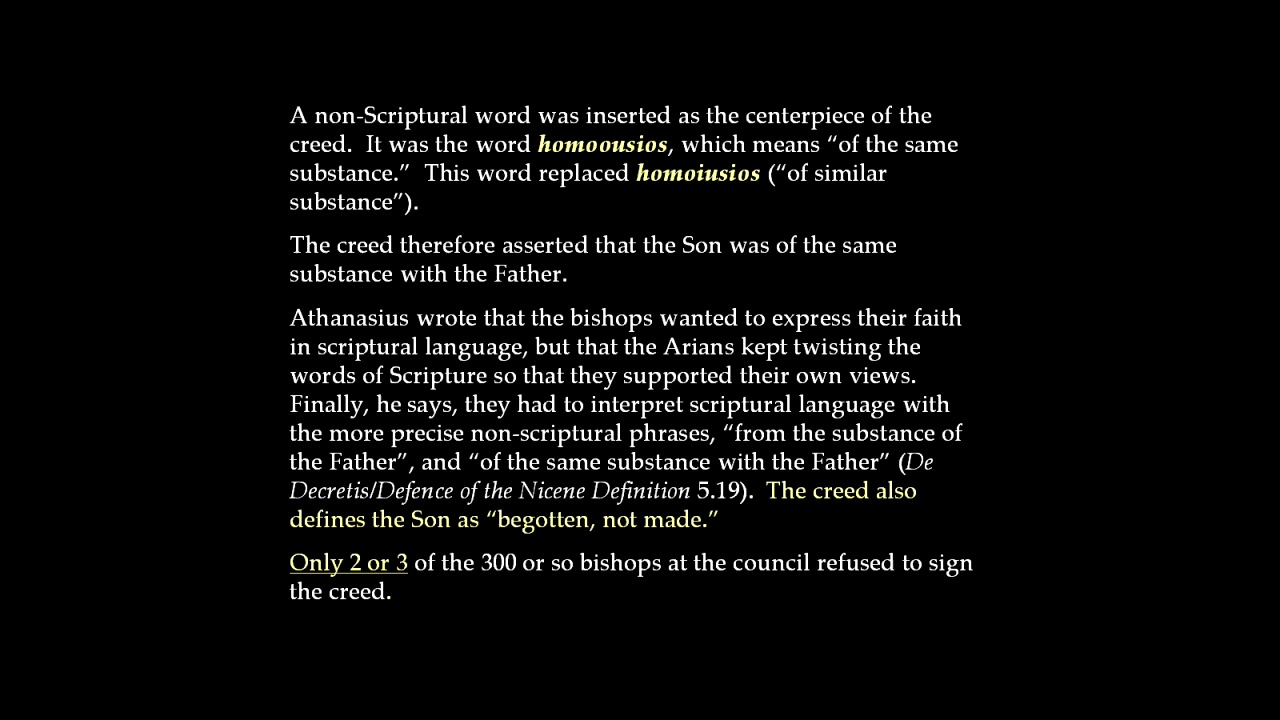 A non-Scriptural word was inserted as the centerpiece of the
creed.  It was the word homoousios, which means “of the same
substance.”  This word replaced homoiusios (“of similar
substance”).
The creed therefore asserted that the Son was of the same
substance with the Father.
Athanasius wrote that the bishops wanted to express their faith
in scriptural language, but that the Arians kept twisting the
words of Scripture so that they supported their own views.
Finally, he says, they had to interpret scriptural language with
the more precise non-scriptural phrases, “from the substance of
the Father”, and “of the same substance with the Father” (De
Decretis/Defence of the Nicene Definition 5.19).  The creed also
defines the Son as “begotten, not made.”
Only 2 or 3 of the 300 or so bishops at the council refused to sign
the creed.